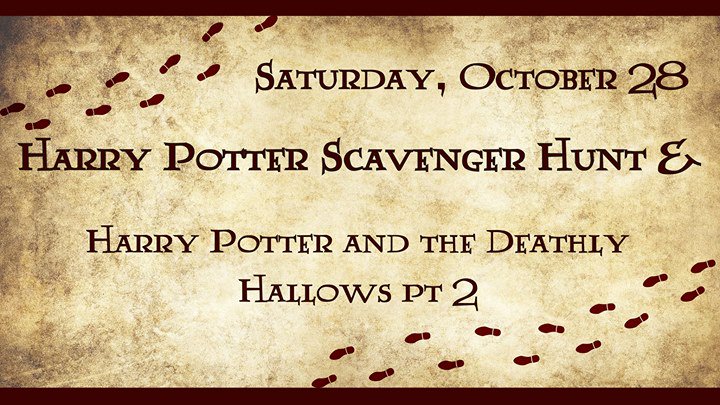 Saturday, October 28
Harry Potter Scavenger Hunt &
Harry Potter and the Deathly
Hallows pt 2